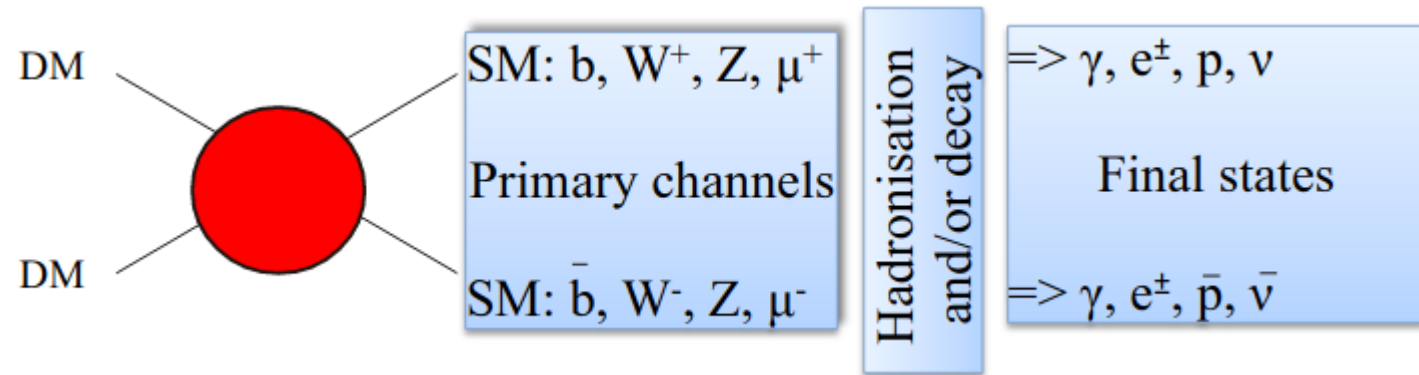 DM
DM
SM: b, W⁺, Z, μ⁺
Primary channels
SM: b̄, W⁻, Z, μ⁻
Hadronisation
and/or decay
=> γ, e±, p, ν
Final states
=> γ, e±, p̄, ν̄